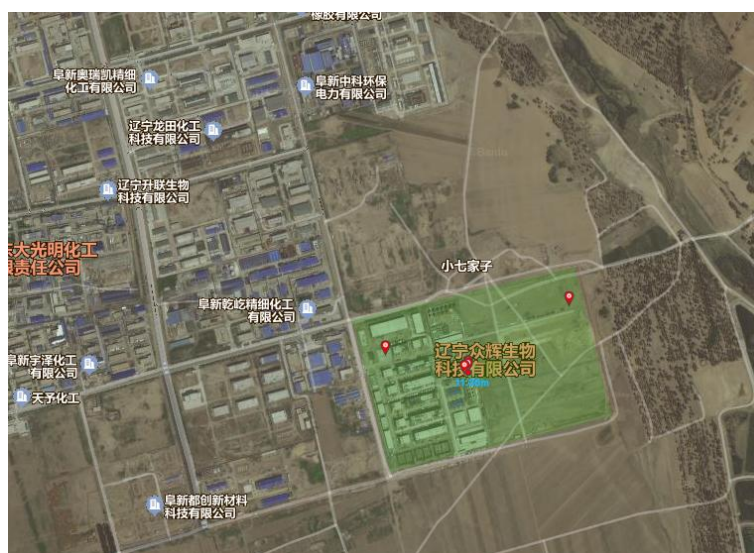 橡胶有限公司
阜新奥瑞凯精细
化工有限公司
阜新中科环保
电力有限公司
辽宁龙田化工
科技有限公司
辽宁升联生物
科技有限公司
东大光明化工
限责任公司
小七家子
阜新乾屹精细化工
有限公司
辽宁众辉生物
科技有限公司
阜新宇泽化工
有限公司
天予化工
阜新都创新材料
科技有限公司